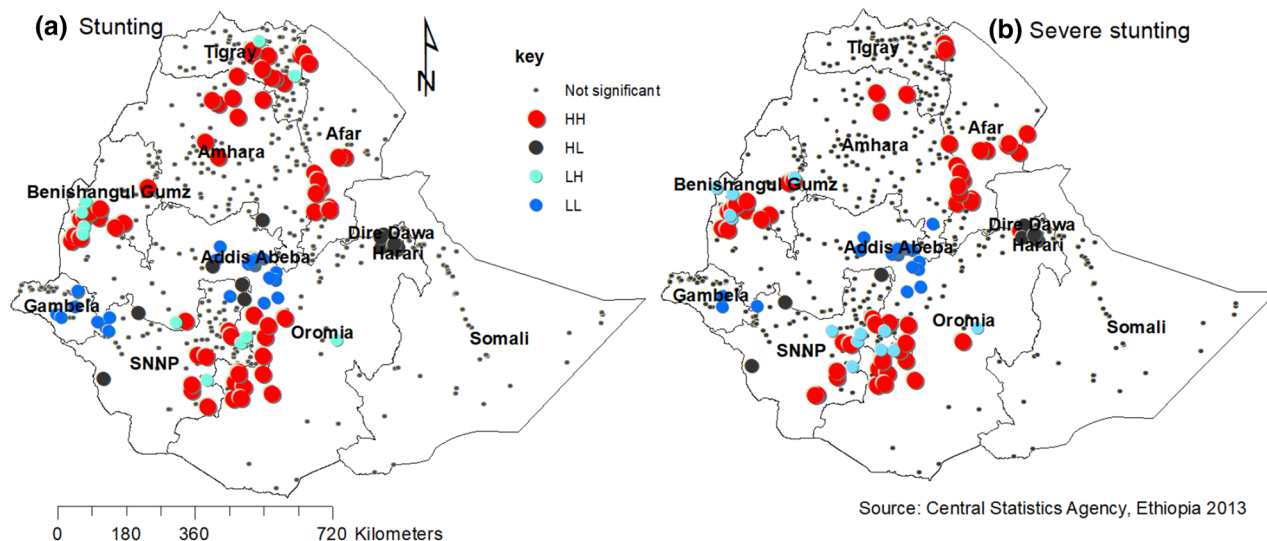 (a) Stunting
Tigray
Afar
Amhara
Benishangul Gumz
Dire Dawa
Harari
Addis Abeba
Gambela
Oromia
SNNP
Somali
0 180 360 720 Kilometers
N
key
Not significant
HH
HL
LH
LL
(b) Severe stunting
Tigray
Afar
Amhara
Benishangul Gumz
Dire Dawa
Harari
Addis Abeba
Gambela
Oromia
SNNP
Somali
Source: Central Statistics Agency, Ethiopia 2013